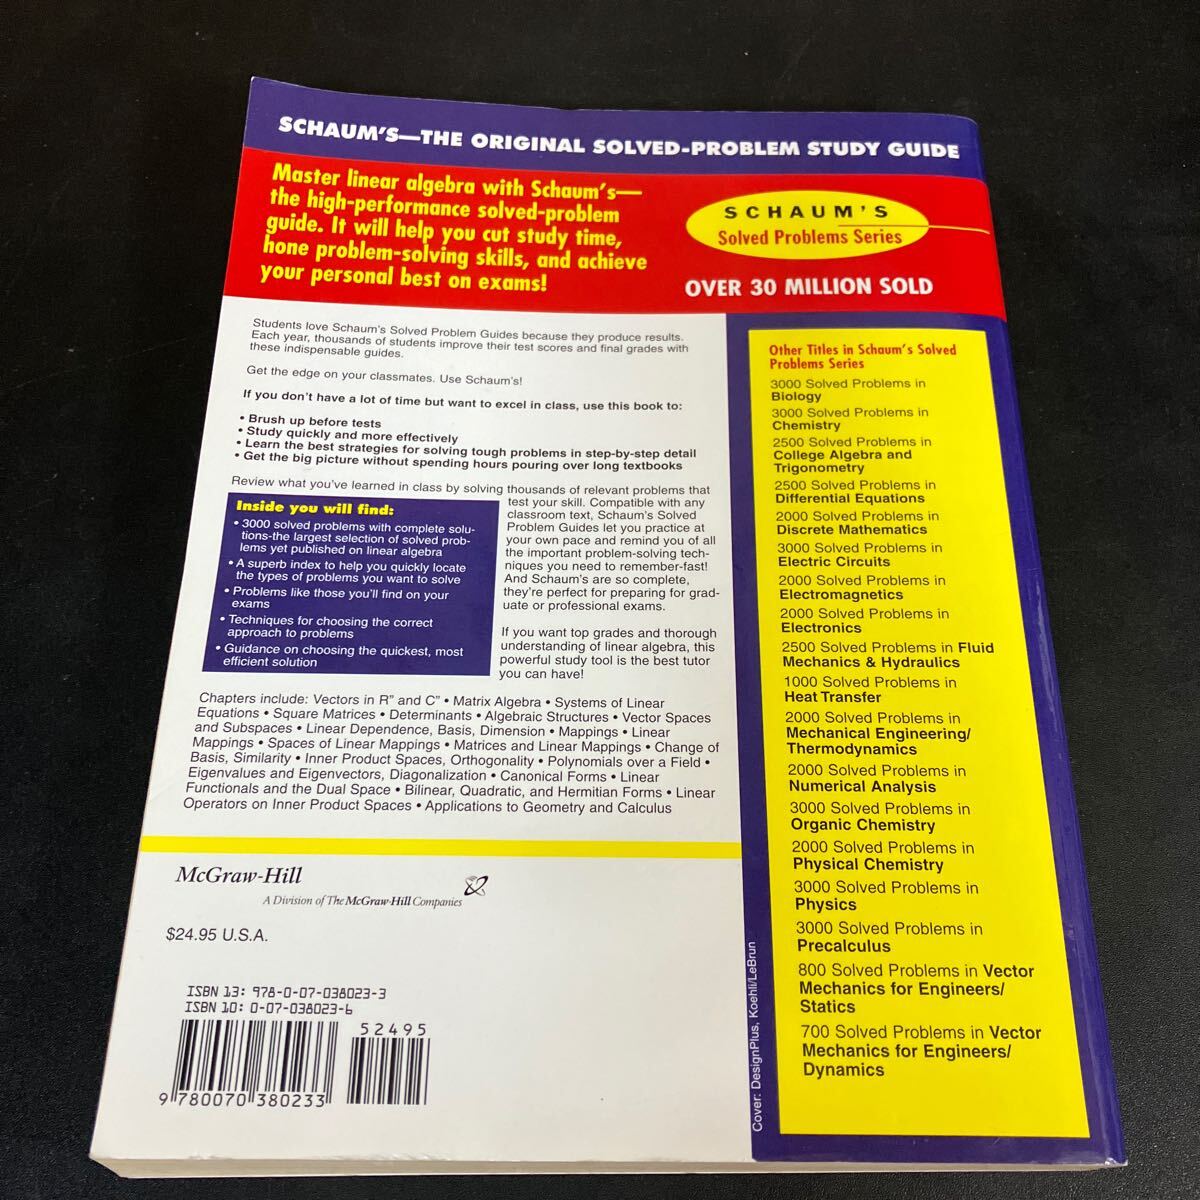 SCHAUM'S—THE ORIGINAL SOLVED-PROBLEM STUDY GUIDE
Master linear algebra with Schaum's—
the high-performance solved-problem
guide. It will help you cut study time,
hone problem-solving skills, and achieve
your personal best on exams!
SCHAUM'S
Solved Problems Series
OVER 30 MILLION SOLD
Students love Schaum's Solved Problem Guides because they produce results.
Each year, thousands of students improve their test scores and final grades with
these indispensable guides.
Get the edge on your classmates. Use Schaum's!
If you don't have a lot of time but want to excel in class, use this book to:
• Brush up before tests
• Study quickly and more effectively
• Learn the best strategies for solving tough problems in step-by-step detail
• Get the big picture without spending hours pouring over long textbooks
Review what you've learned in class by solving thousands of relevant problems that
test your skill. Compatible with any
classroom text, Schaum's Solved
Problem Guides let you practice at
your own pace and remind you of all
the important problem-solving tech-
niques you need to remember-fast!
And Schaum's are so complete,
they're perfect for preparing for grad-
uate or professional exams.
If you want top grades and thorough
understanding of linear algebra, this
powerful study tool is the best tutor
you can have!
Inside you will find:
• 3000 solved problems with complete solu-
tions-the largest selection of solved prob-
lems yet published on linear algebra
• A superb index to help you quickly locate
the types of problems you want to solve
• Problems like those you'll find on your
exams
• Techniques for choosing the correct
approach to problems
• Guidance on choosing the quickest, most
efficient solution
Chapters include: Vectors in Rⁿ and Cⁿ • Matrix Algebra • Systems of Linear
Equations • Square Matrices • Determinants • Algebraic Structures • Vector Spaces
and Subspaces • Linear Dependence, Basis, Dimension • Mappings • Linear
Mappings • Spaces of Linear Mappings • Matrices and Linear Mappings • Change of
Basis, Similarity • Inner Product Spaces, Orthogonality • Polynomials over a Field •
Eigenvalues and Eigenvectors, Diagonalization • Canonical Forms • Linear
Functionals and the Dual Space • Bilinear, Quadratic, and Hermitian Forms • Linear
Operators on Inner Product Spaces • Applications to Geometry and Calculus
McGraw-Hill
A Division of The McGraw-Hill Companies
$24.95 U.S.A.
ISBN 13: 978-0-07-038023-3
ISBN 10: 0-07-038023-6
52495
9 780070 380233
Other Titles in Schaum's Solved
Problems Series
3000 Solved Problems in
Biology
3000 Solved Problems in
Chemistry
2500 Solved Problems in
College Algebra and
Trigonometry
2500 Solved Problems in
Differential Equations
2000 Solved Problems in
Discrete Mathematics
3000 Solved Problems in
Electric Circuits
2000 Solved Problems in
Electromagnetics
2000 Solved Problems in
Electronics
2500 Solved Problems in Fluid
Mechanics & Hydraulics
1000 Solved Problems in
Heat Transfer
2000 Solved Problems in
Mechanical Engineering/
Thermodynamics
2000 Solved Problems in
Numerical Analysis
3000 Solved Problems in
Organic Chemistry
2000 Solved Problems in
Physical Chemistry
3000 Solved Problems in
Physics
3000 Solved Problems in
Precalculus
800 Solved Problems in Vector
Mechanics for Engineers/
Statics
700 Solved Problems in Vector
Mechanics for Engineers/
Dynamics
Cover: DesignPlus, Koehli/LeBrun